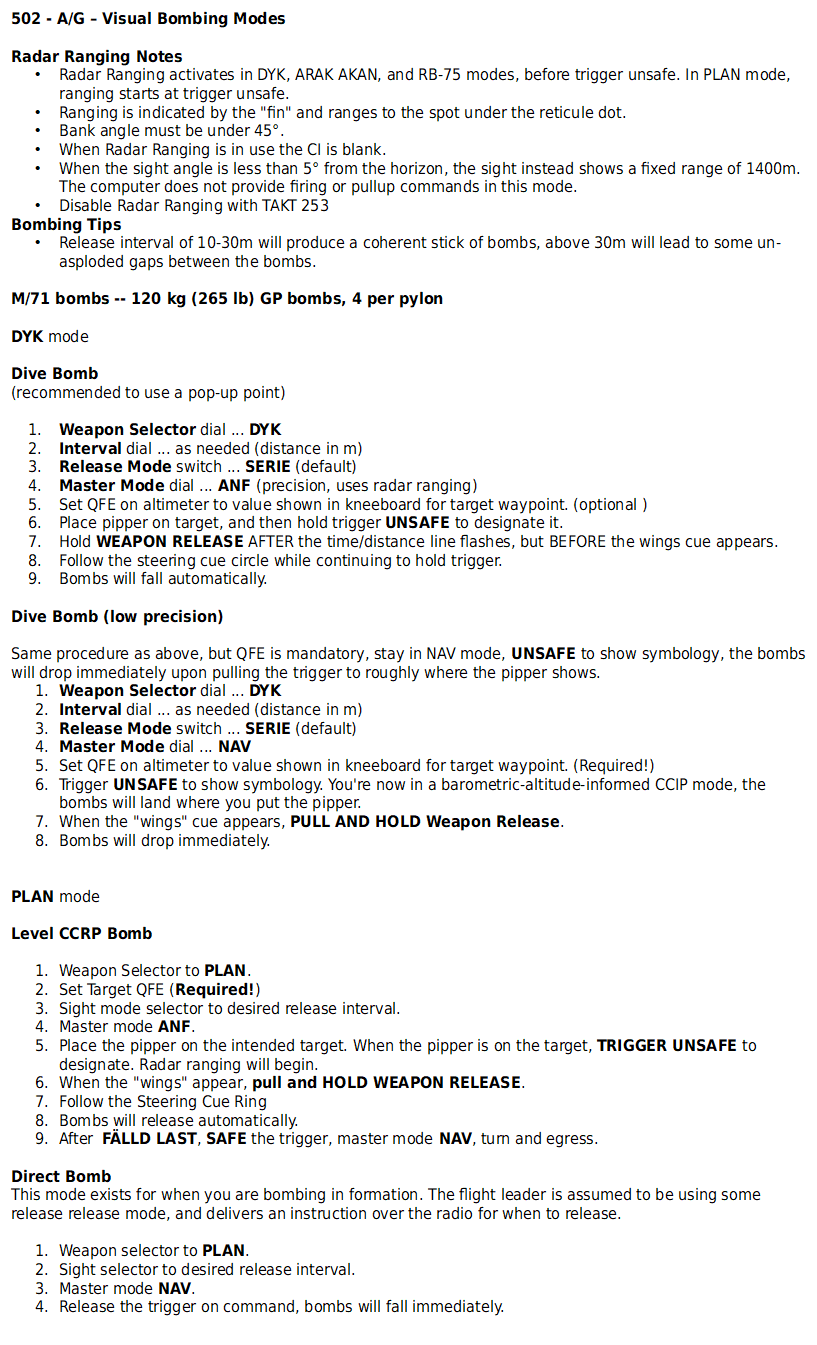 502 - A/G – Visual Bombing Modes
Radar Ranging Notes
• Radar Ranging activates in DYK, ARAK AKAN, and RB-75 modes, before trigger unsafe. In PLAN mode,
ranging starts at trigger unsafe.
• Ranging is indicated by the "fin" and ranges to the spot under the reticule dot.
• Bank angle must be under 45°.
• When Radar Ranging is in use the CI is blank.
• When the sight angle is less than 5° from the horizon, the sight instead shows a fixed range of 1400m.
The computer does not provide firing or pullup commands in this mode.
• Disable Radar Ranging with TAKT 253
Bombing Tips
• Release interval of 10-30m will produce a coherent stick of bombs, above 30m will lead to some un-
asploded gaps between the bombs.
M/71 bombs -- 120 kg (265 lb) GP bombs, 4 per pylon
DYK mode
Dive Bomb
(recommended to use a pop-up point)
1. Weapon Selector dial ... DYK
2. Interval dial ... as needed (distance in m)
3. Release Mode switch ... SERIE (default)
4. Master Mode dial ... ANF (precision, uses radar ranging)
5. Set QFE on altimeter to value shown in kneeboard for target waypoint. (optional )
6. Place pipper on target, and then hold trigger UNSAFE to designate it.
7. Hold WEAPON RELEASE AFTER the time/distance line flashes, but BEFORE the wings cue appears.
8. Follow the steering cue circle while continuing to hold trigger.
9. Bombs will fall automatically.
Dive Bomb (low precision)
Same procedure as above, but QFE is mandatory, stay in NAV mode, UNSAFE to show symbology, the bombs
will drop immediately upon pulling the trigger to roughly where the pipper shows.
1. Weapon Selector dial ... DYK
2. Interval dial ... as needed (distance in m)
3. Release Mode switch ... SERIE (default)
4. Master Mode dial ... NAV
5. Set QFE on altimeter to value shown in kneeboard for target waypoint. (Required!)
6. Trigger UNSAFE to show symbology. You're now in a barometric-altitude-informed CCIP mode, the
bombs will land where you put the pipper.
7. When the "wings" cue appears, PULL AND HOLD Weapon Release.
8. Bombs will drop immediately.
PLAN mode
Level CCRP Bomb
1. Weapon Selector to PLAN.
2. Set Target QFE (Required!)
3. Sight mode selector to desired release interval.
4. Master mode ANF.
5. Place the pipper on the intended target. When the pipper is on the target, TRIGGER UNSAFE to
designate. Radar ranging will begin.
6. When the "wings" appear, pull and HOLD WEAPON RELEASE.
7. Follow the Steering Cue Ring
8. Bombs will release automatically.
9. After FÄLLD LAST, SAFE the trigger, master mode NAV, turn and egress.
Direct Bomb
This mode exists for when you are bombing in formation. The flight leader is assumed to be using some
release release mode, and delivers an instruction over the radio for when to release.
1. Weapon selector to PLAN.
2. Sight selector to desired release interval.
3. Master mode NAV.
4. Release the trigger on command, bombs will fall immediately.